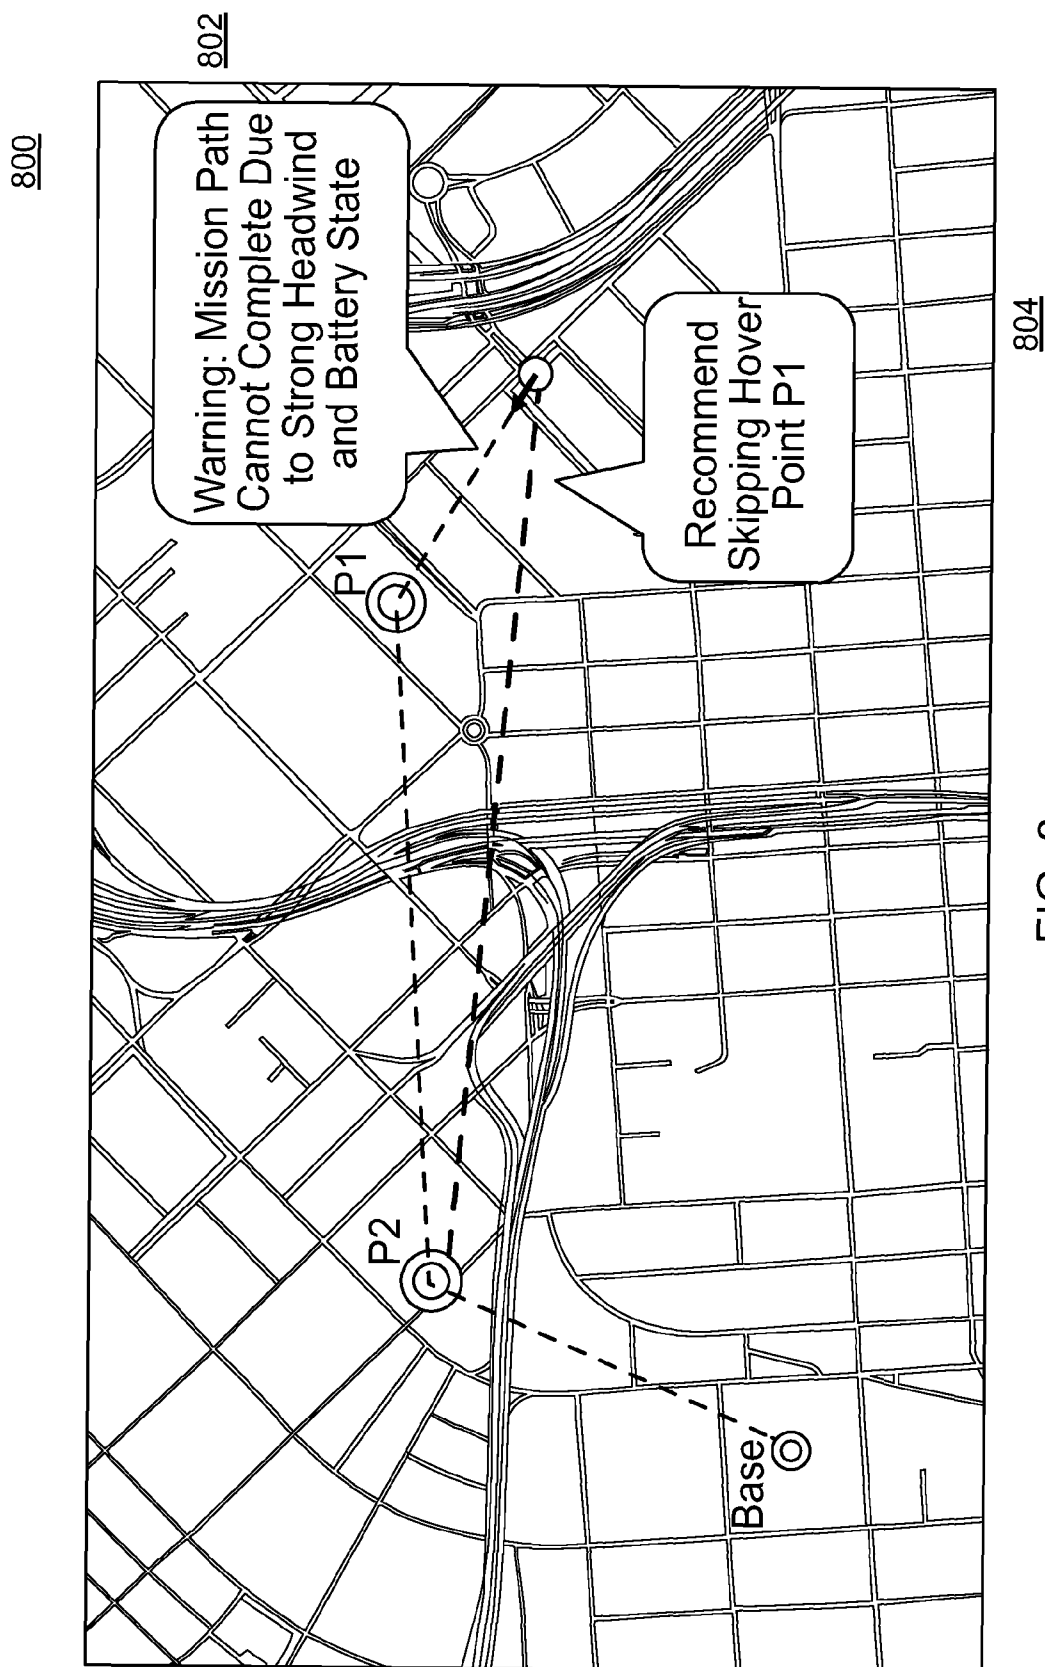 800
802
Warning: Mission Path
Cannot Complete Due
to Strong Headwind
and Battery State
P1
P2
Recommend
Skipping Hover
Point P1
Base
804